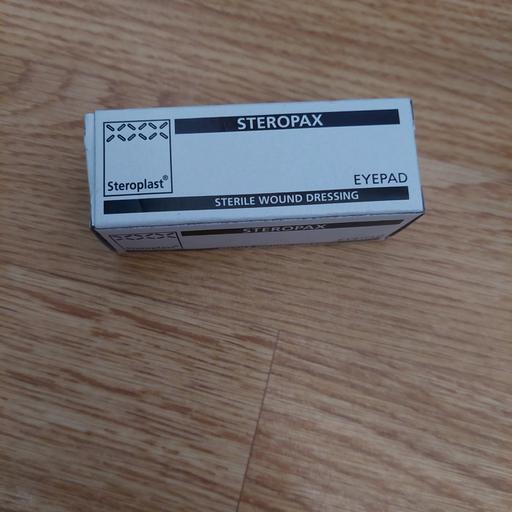 STEROPAX
Steroplast®
EYEPAD
STERILE WOUND DRESSING
STEROPAX